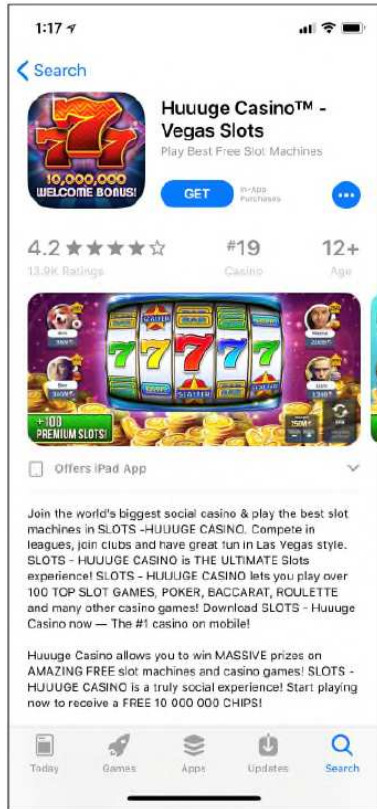 1:17
Search
Huuuge Casino™ -
Vegas Slots
Play Best Free Slot Machines
10,000,000
WELCOME BONUS!
GET
In-App
Purchases
4.2
#19
12+
13.9K Ratings
Casino
Age
+100
PREMIUM SLOTS!
Offers iPad App
Join the world's biggest social casino & play the best slot
machines in SLOTS -HUUUGE CASINO. Compete in
leagues, join clubs and have great fun in Las Vegas style.
SLOTS - HUUUGE CASINO is THE ULTIMATE Slots
experience! SLOTS - HUUUGE CASINO lets you play over
100 TOP SLOT GAMES, POKER, BACCARAT, ROULETTE
and many other casino games! Download SLOTS - Huuuge
Casino now — The #1 casino on mobile!
Huuuge Casino allows you to win MASSIVE prizes on
AMAZING FREE slot machines and casino games! SLOTS -
HUUUGE CASINO is a truly social experience! Start playing
now to receive a FREE 10 000 000 CHIPS!
Today
Games
Apps
Updates
Search